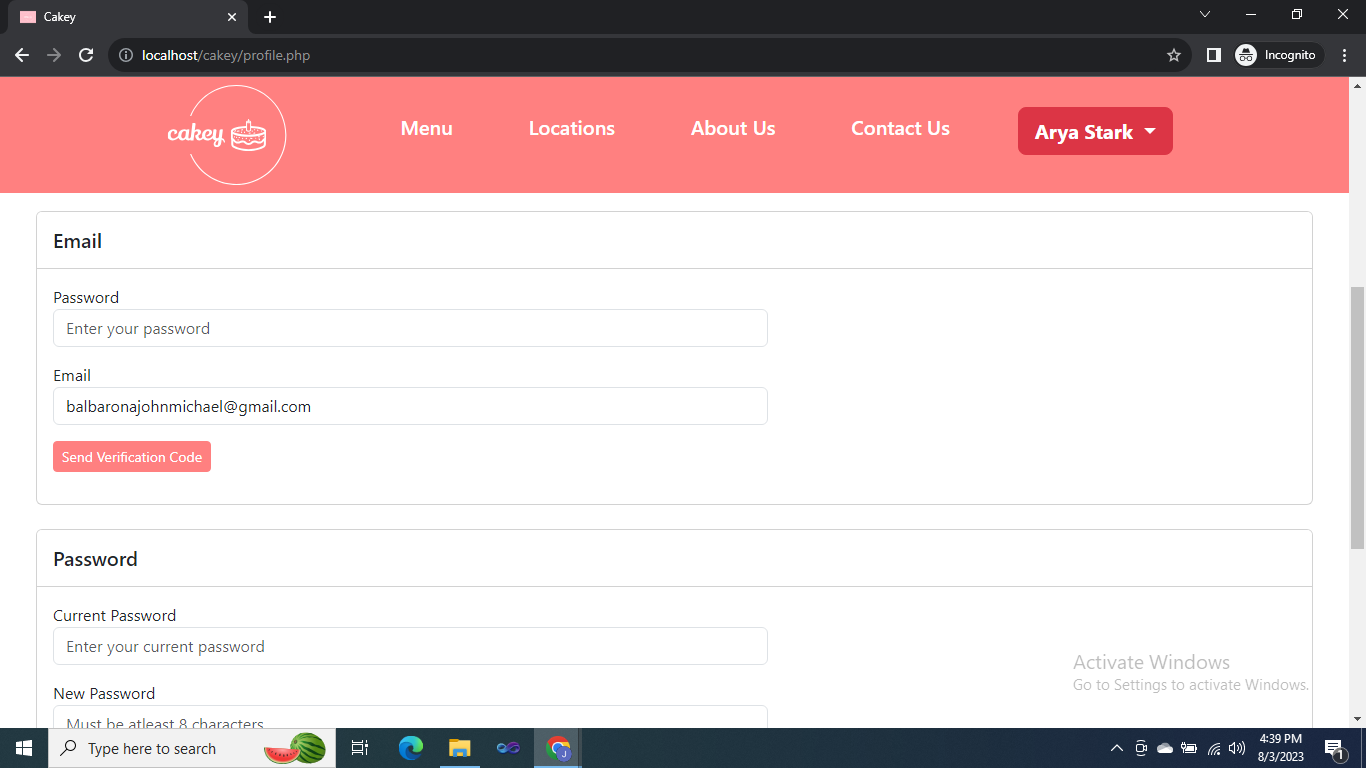 Cakey
localhost/cakey/profile.php
Incognito
cakey
Menu
Locations
About Us
Contact Us
Arya Stark
Email
Password
Enter your password
Email
balbaronajohnmichael@gmail.com
Send Verification Code
Password
Current Password
Enter your current password
New Password
Must be atleast 8 characters
Activate Windows
Go to Settings to activate Windows.
Type here to search
J
4:39 PM
8/3/2023
1